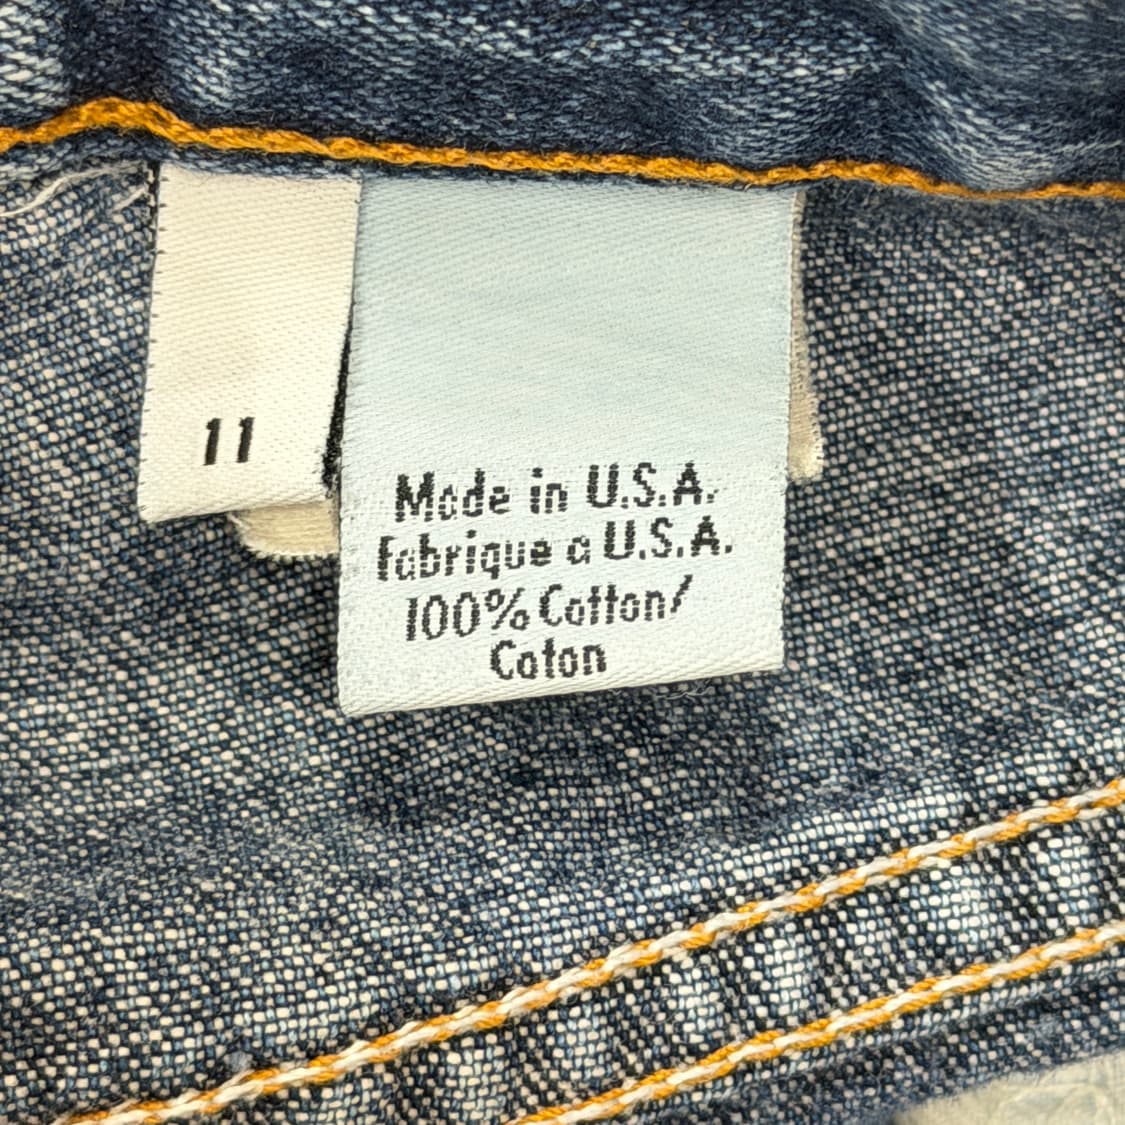 11
Made in U.S.A.
Fabrique a U.S.A.
100% Cotton/
Coton